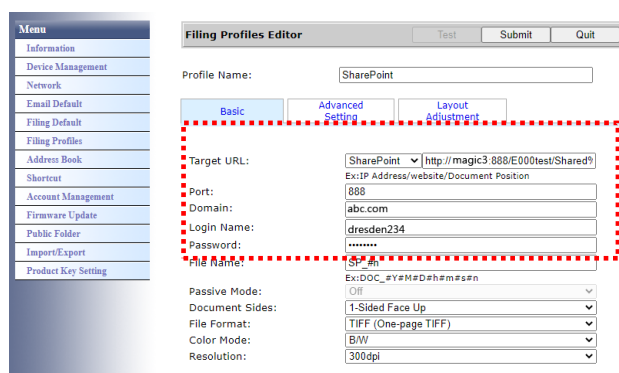 Menu
Information
Device Management
Network
Email Default
Filing Default
Filing Profiles
Address Book
Shortcut
Account Management
Firmware Update
Public Folder
Import/Export
Product Key Setting
Filing Profiles Editor Test Submit Quit
Profile Name: SharePoint
Basic Advanced Setting Layout Adjustment
Target URL: SharePoint http://magic3:888/E000test/Shared%
Ex:IP Address/website/Document Position
Port: 888
Domain: abc.com
Login Name: dresden234
Password: ••••••••
File Name: SP_#n
Ex:DOC_#Y#M#D#h#m#s#n
Passive Mode: Off
Document Sides: 1-Sided Face Up
File Format: TIFF (One-page TIFF)
Color Mode: B/W
Resolution: 300dpi